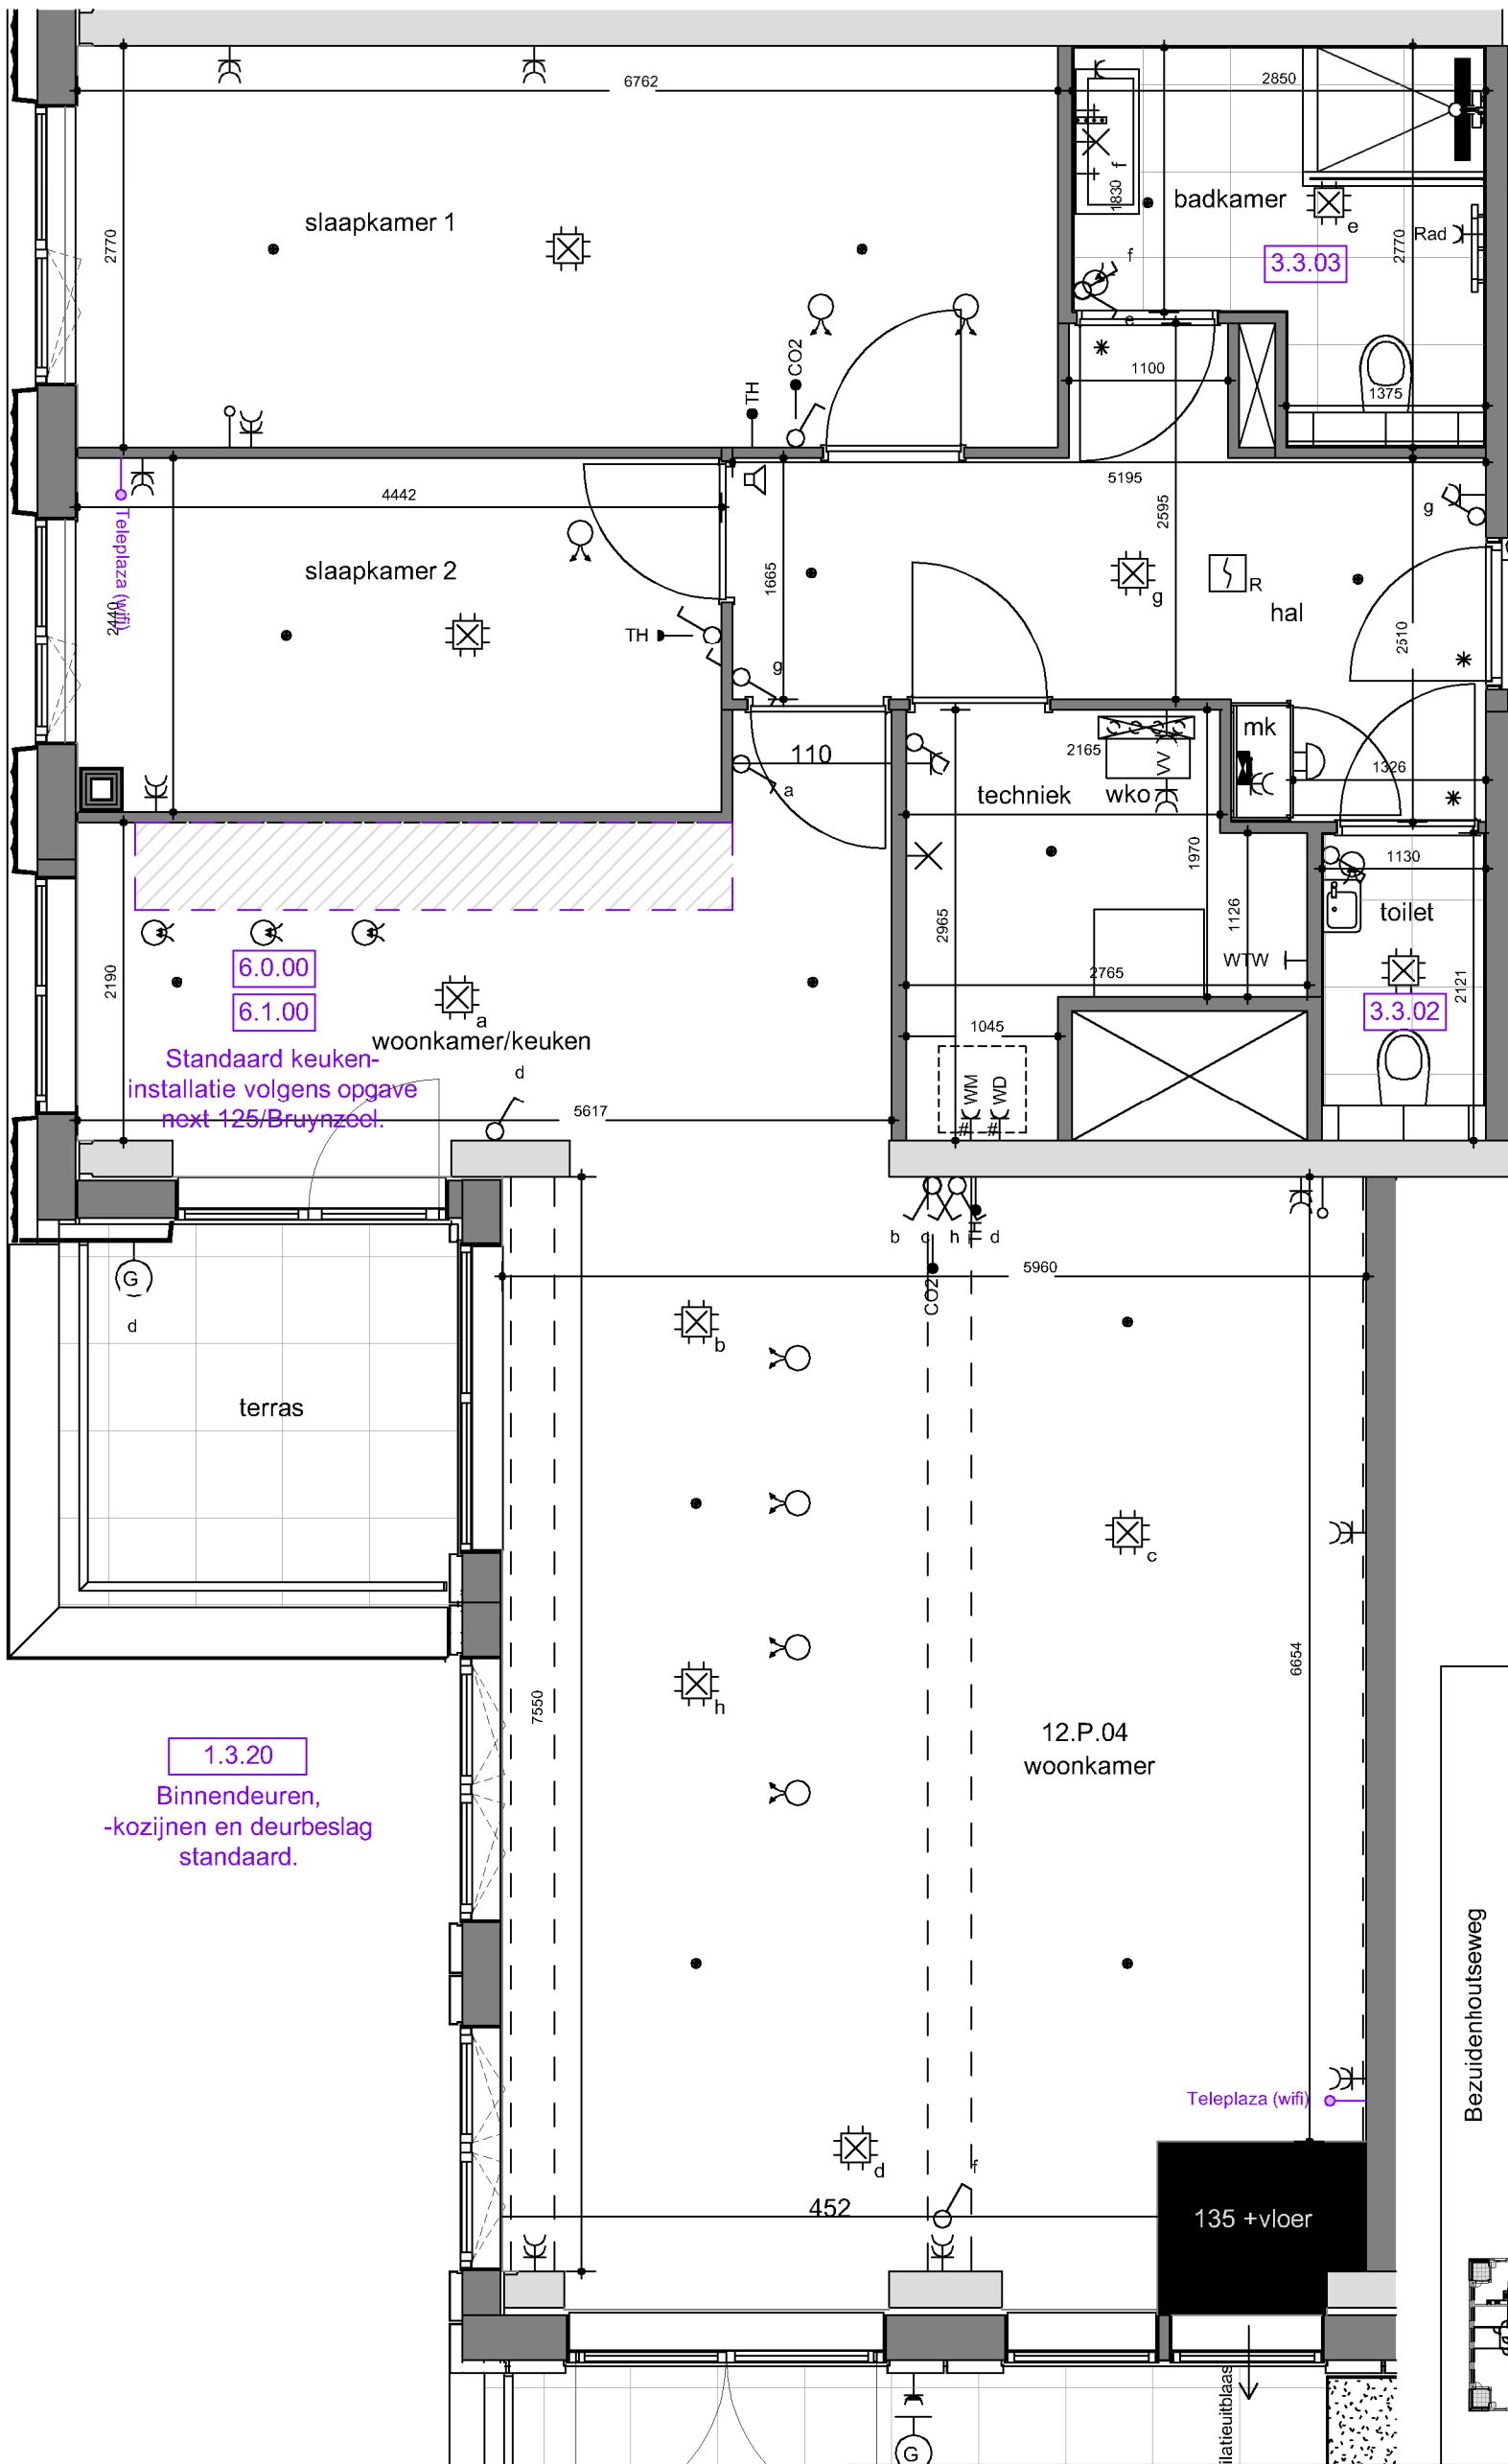 6762
2850
slaapkamer 1
2770
1830
f
badkamer
e
2770
Rad
3.3.03
f
e
CO2
TH
1100
1375
4442
5195
2595
g
Teleplaza (wifi)
slaapkamer 2
2440
1665
g
R
hal
TH
g
2510
110
a
2165
VV
mk
1326
techniek
wko
1970
1130
2965
1126
toilet
2190
6.0.00
6.1.00
a
woonkamer/keuken
WTW
2765
2121
3.3.02
Standaard keuken-
installatie volgens opgave
next 125/Bruynzeel.
d
1045
WM
WD
#
#
5617
b
c
h
TH
d
G
d
5960
CO2
b
terras
c
h
7550
6654
12.P.04
woonkamer
1.3.20
Binnendeuren,
-kozijnen en deurbeslag
standaard.
Bezuidenhoutseweg
Teleplaza (wifi)
d
f
452
135 +vloer
ilatieuitblaas
G